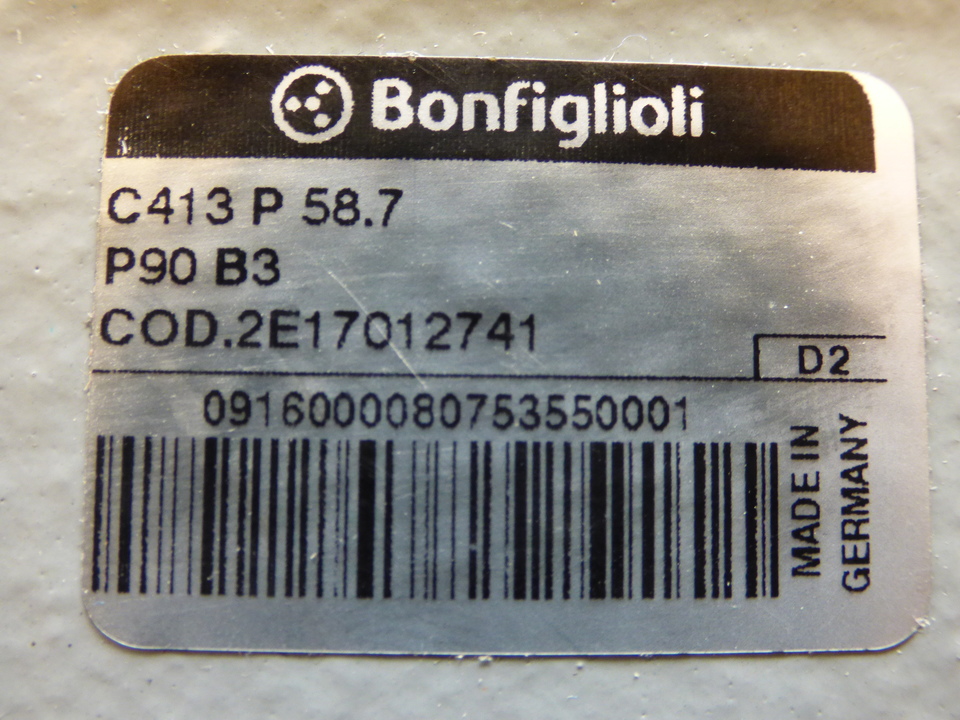 Bonfiglioli
C413 P 58.7
P90 B3
COD.2E17012741
D2
0916000080753550001
MADE IN
GERMANY